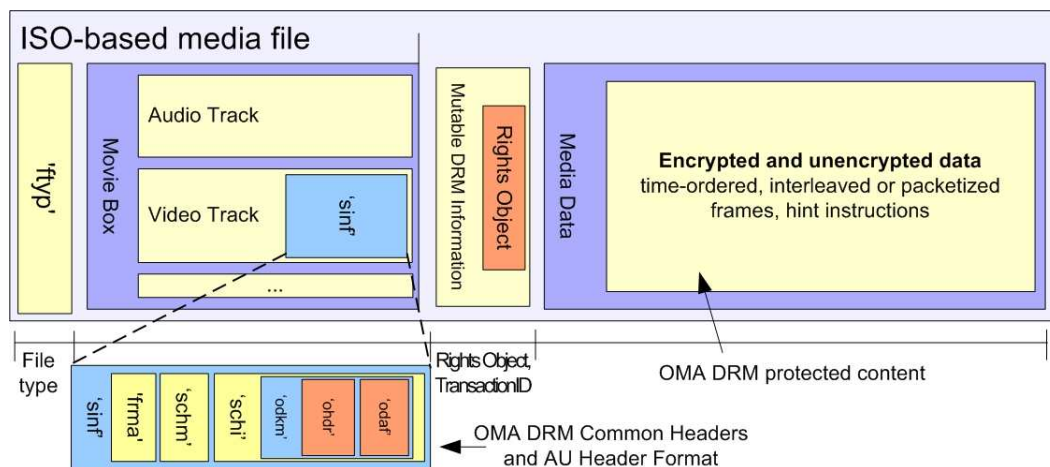 ISO-based media file
'ftyp'
Movie Box
Audio Track
Video Track
'sinf'
...
Mutable DRM Information
Rights Object
Media Data
Encrypted and unencrypted data
time-ordered, interleaved or packetized
frames, hint instructions
File
type
Rights Object,
TransactionID
OMA DRM protected content
'sinf'
'frma'
'schm'
'schi'
'odkm'
'ohdr'
'odaf'
OMA DRM Common Headers
and AU Header Format